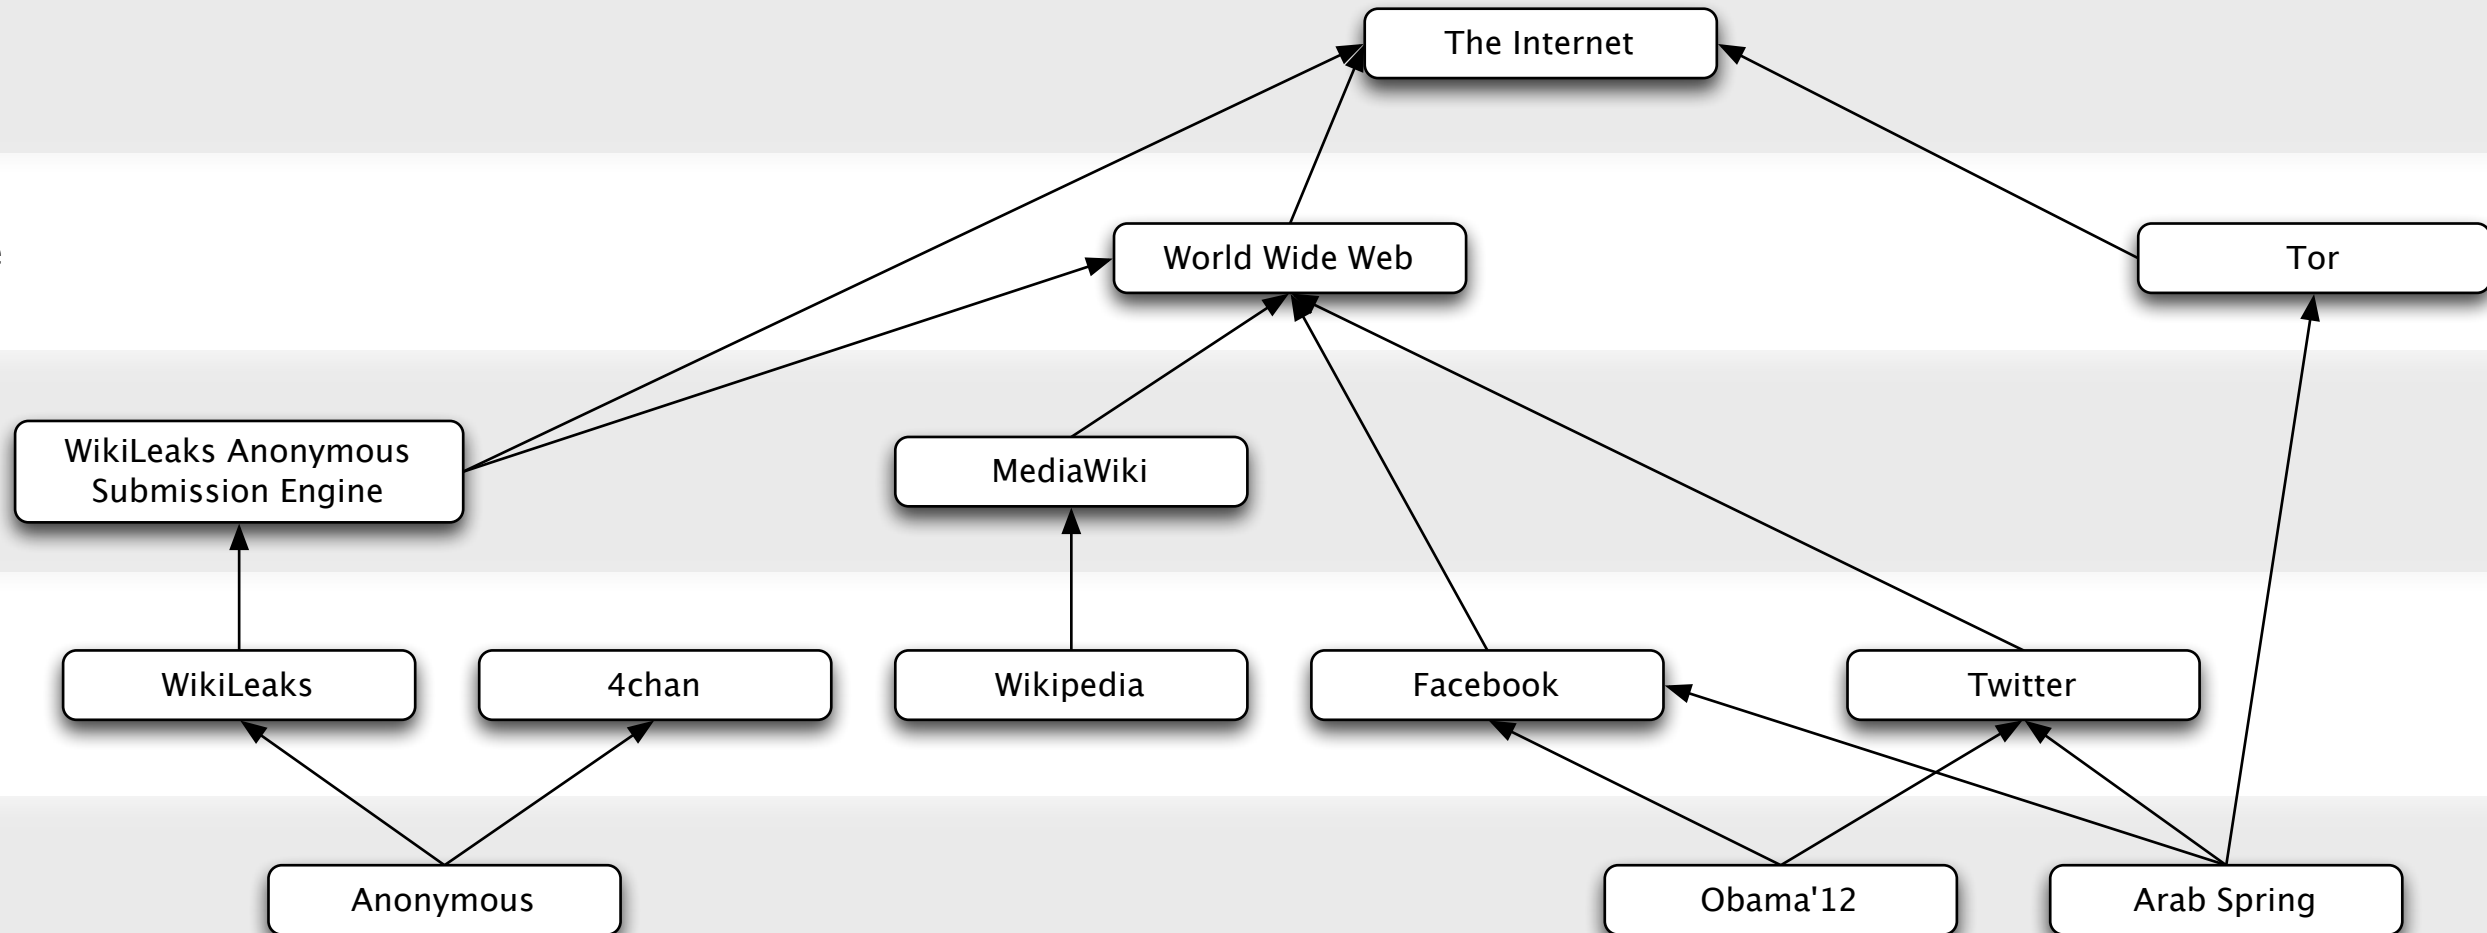 The Internet
World Wide Web
Tor
WikiLeaks Anonymous
Submission Engine
MediaWiki
WikiLeaks
4chan
Wikipedia
Facebook
Twitter
Anonymous
Obama'12
Arab Spring